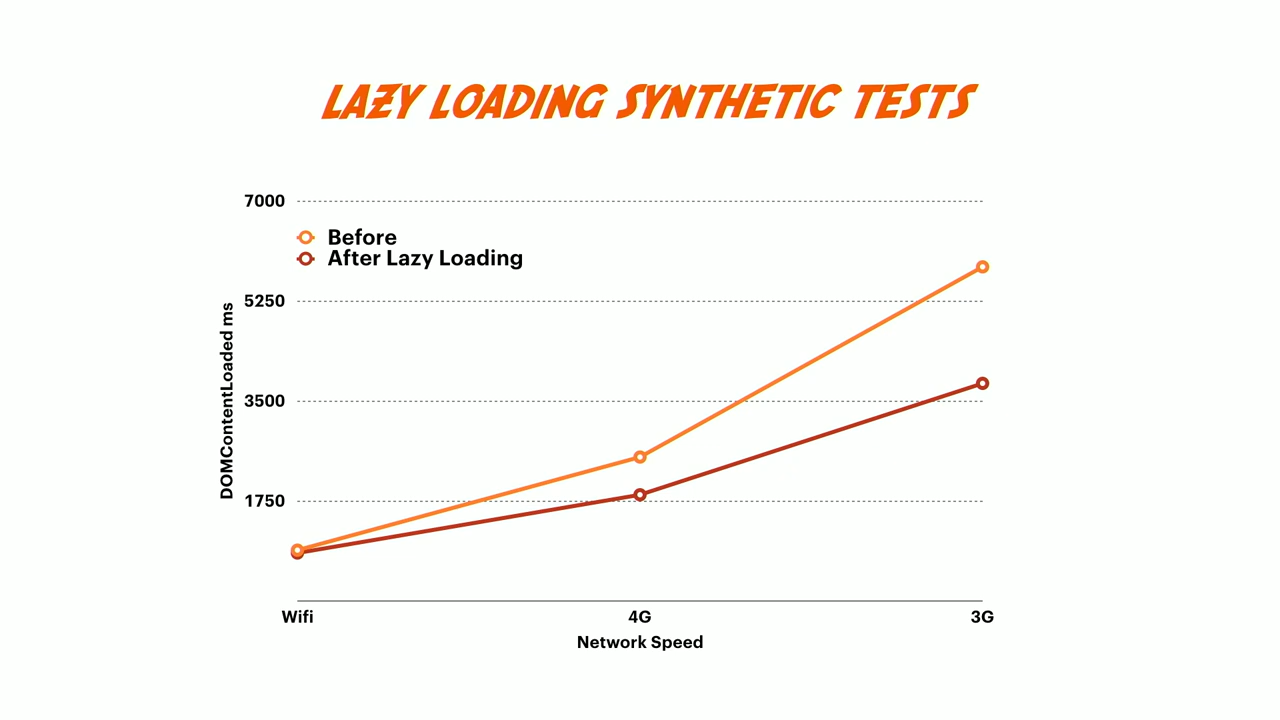 LAZY LOADING SYNTHETIC TESTS
7000
Before
After Lazy Loading
5250
DOMContentLoaded ms
3500
1750
Wifi
4G
3G
Network Speed